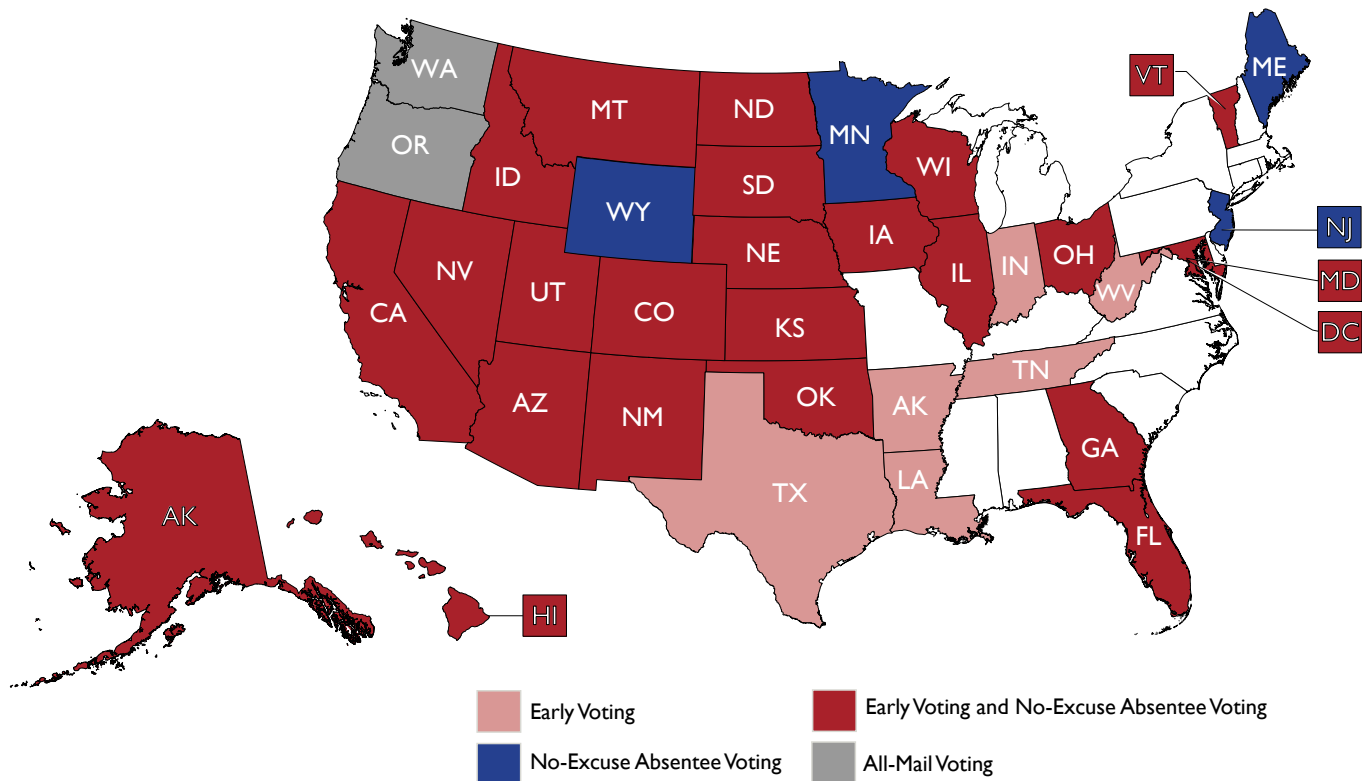 WA
ME
VT
MT
ND
MN
OR
ID
WI
SD
WY
NJ
IA
NE
NV
OH
IN
IL
MD
UT
WV
CO
CA
KS
DC
TN
OK
AZ
AK
NM
GA
LA
TX
AK
FL
HI
Early Voting
Early Voting and No-Excuse Absentee Voting
No-Excuse Absentee Voting
All-Mail Voting